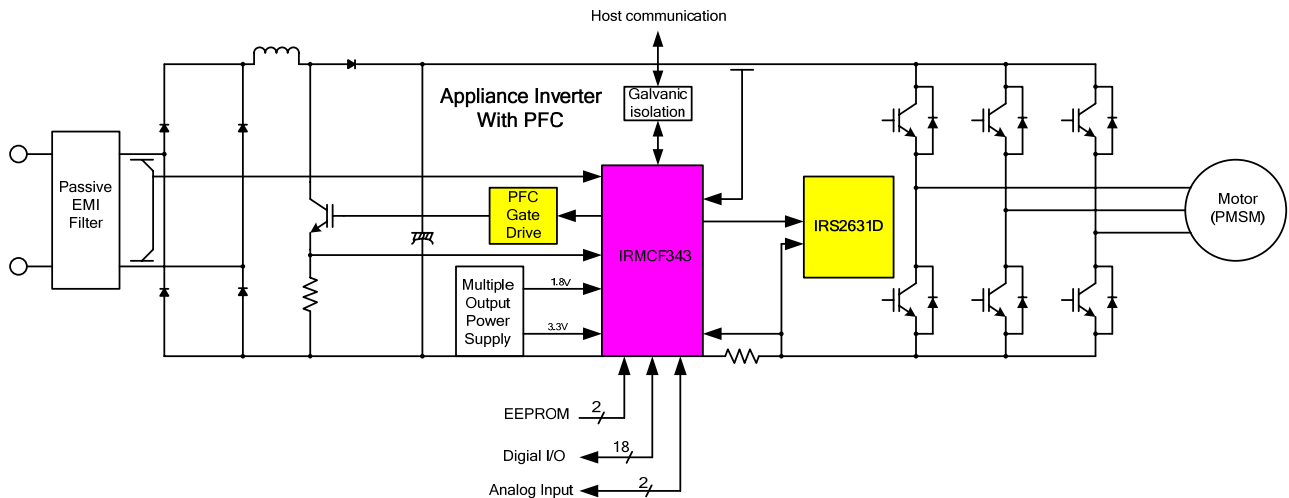 Host communication
Appliance Inverter
With PFC
Galvanic
isolation
Passive
EMI
Filter
PFC
Gate
Drive
IRMCF343
IRS2631D
Motor
(PMSM)
Multiple
Output
Power
Supply
1.8V
3.3V
EEPROM
2
Digial I/O
18
Analog Input
2